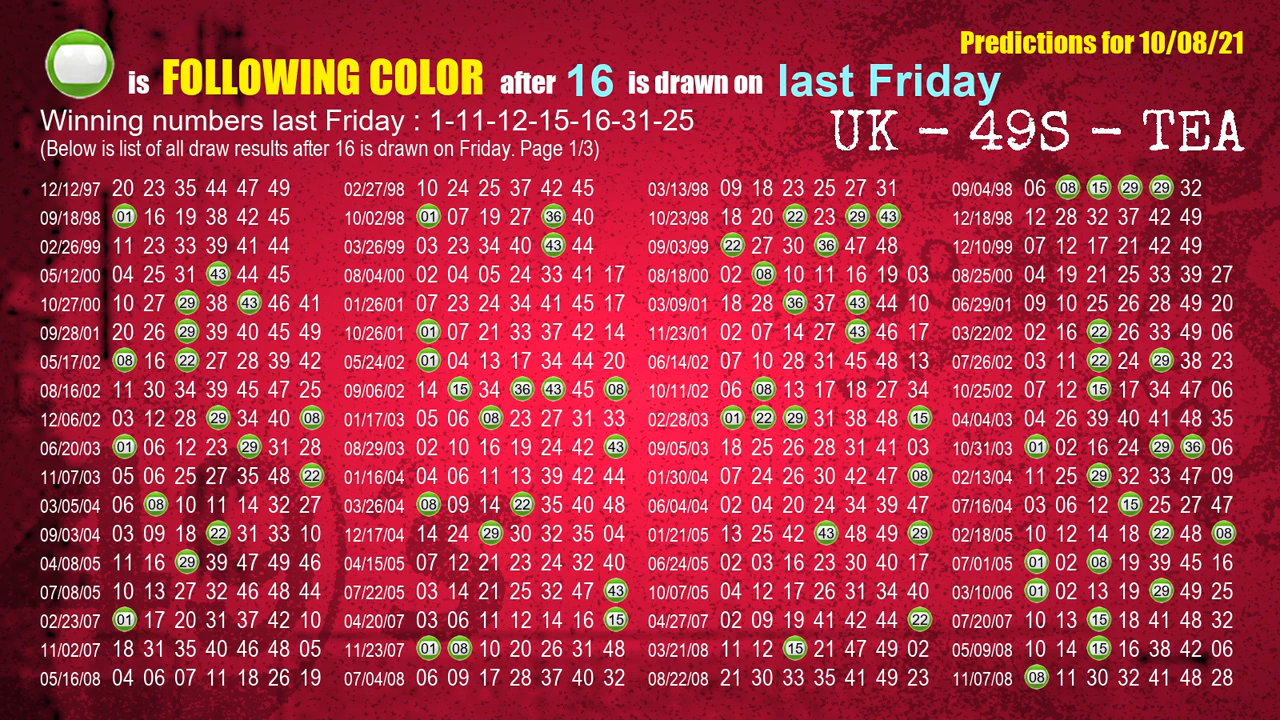 Predictions for 10/08/21
is FOLLOWING COLOR after 16 is drawn on last Friday
Winning numbers last Friday : 1-11-12-15-16-31-25
UK - 49S - TEA
(Below is list of all draw results after 16 is drawn on Friday. Page 1/3)
12/12/97 20 23 35 44 47 49 02/27/98 10 24 25 37 42 45 03/13/98 09 18 23 25 27 31 09/04/98 06 08 15 29 29 32
09/18/98 01 16 19 38 42 45 10/02/98 01 07 19 27 36 40 10/23/98 18 20 22 23 29 43 12/18/98 12 28 32 37 42 49
02/26/99 11 23 33 39 41 44 03/26/99 03 23 34 40 43 44 09/03/99 22 27 30 36 47 48 12/10/99 07 12 17 21 42 49
05/12/00 04 25 31 43 44 45 08/04/00 02 04 05 24 33 41 17 08/18/00 02 08 10 11 16 19 03 08/25/00 04 19 21 25 33 39 27
10/27/00 10 27 29 38 43 46 41 01/26/01 07 23 24 34 41 45 17 03/09/01 18 28 36 37 43 44 10 06/29/01 09 10 25 26 28 49 20
09/28/01 20 26 29 39 40 45 49 10/26/01 01 07 21 33 37 42 14 11/23/01 02 07 14 27 43 46 17 03/22/02 02 16 22 26 33 49 06
05/17/02 08 16 22 27 28 39 42 05/24/02 01 04 13 17 34 44 20 06/14/02 07 10 28 31 45 48 13 07/26/02 03 11 22 24 29 38 23
08/16/02 11 30 34 39 45 47 25 09/06/02 14 15 34 36 43 45 08 10/11/02 06 08 13 17 18 27 34 10/25/02 07 12 15 17 34 47 06
12/06/02 03 12 28 29 34 40 08 01/17/03 05 06 08 23 27 31 33 02/28/03 01 22 29 31 38 48 15 04/04/03 04 26 39 40 41 48 35
06/20/03 01 06 12 23 29 31 28 08/29/03 02 10 16 19 24 42 43 09/05/03 18 25 26 28 31 41 03 10/31/03 01 02 16 24 29 36 06
11/07/03 05 06 25 27 35 48 22 01/16/04 04 06 11 13 39 42 44 01/30/04 07 24 26 30 42 47 08 02/13/04 11 25 29 32 33 47 09
03/05/04 06 08 10 11 14 32 27 03/26/04 08 09 14 22 35 40 48 06/04/04 02 04 20 24 34 39 47 07/16/04 03 06 12 15 25 27 47
09/03/04 03 09 18 22 31 33 10 12/17/04 14 24 29 30 32 35 04 01/21/05 13 25 42 43 48 49 29 02/18/05 10 12 14 18 22 48 08
04/08/05 11 16 29 39 47 49 46 04/15/05 07 12 21 23 24 32 40 06/24/05 02 03 16 23 30 40 17 07/01/05 01 02 08 19 39 45 16
07/08/05 10 13 27 32 46 48 44 07/22/05 03 14 21 25 32 47 43 10/07/05 04 12 17 26 31 34 40 03/10/06 01 02 13 19 29 49 25
02/23/07 01 17 20 31 37 42 10 04/20/07 03 06 11 12 14 16 15 04/27/07 02 09 19 41 42 44 22 07/20/07 10 13 15 18 41 48 32
11/02/07 18 31 35 40 46 48 05 11/23/07 01 08 10 20 26 31 48 03/21/08 11 12 15 21 47 49 02 05/09/08 10 14 15 16 38 42 06
05/16/08 04 06 07 11 18 26 19 07/04/08 06 09 17 28 37 40 32 08/22/08 21 30 33 35 41 49 23 11/07/08 08 11 30 32 41 48 28